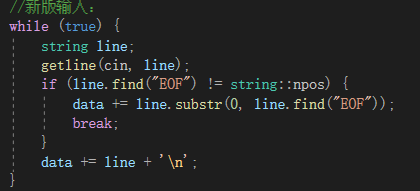 //新版输入：
while (true) {
    string line;
    getline(cin, line);
    if (line.find("EOF") != string::npos) {
        data += line.substr(0, line.find("EOF"));
        break;
    }
    data += line + '\n';
}